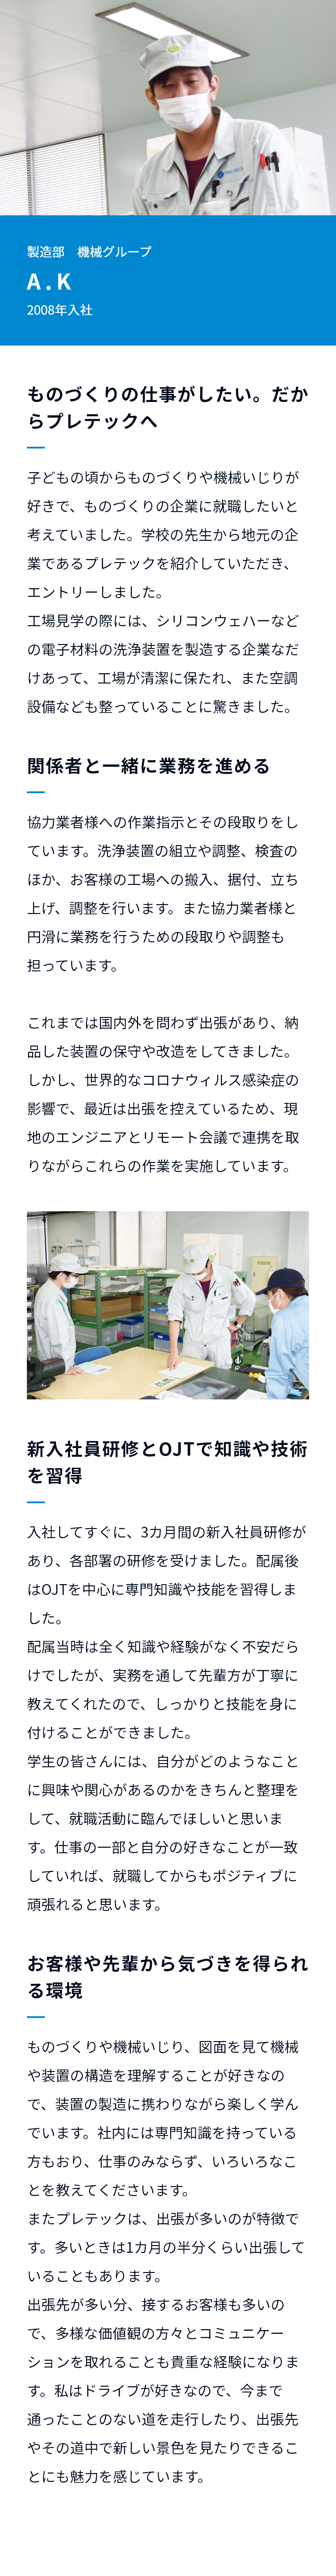 製造部　機械グループ
A.K
2008年入社
ものづくりの仕事がしたい。だか
らプレテックへ
子どもの頃からものづくりや機械いじりが
好きで、ものづくりの企業に就職したいと
考えていました。学校の先生から地元の企
業であるプレテックを紹介していただき、
エントリーしました。
工場見学の際には、シリコンウェハーなど
の電子材料の洗浄装置を製造する企業なだ
けあって、工場が清潔に保たれ、また空調
設備なども整っていることに驚きました。
関係者と一緒に業務を進める
協力業者様への作業指示とその段取りをし
ています。洗浄装置の組立や調整、検査の
ほか、お客様の工場への搬入、据付、立ち
上げ、調整を行います。また協力業者様と
円滑に業務を行うための段取りや調整も
担っています。
これまでは国内外を問わず出張があり、納
品した装置の保守や改造をしてきました。
しかし、世界的なコロナウィルス感染症の
影響で、最近は出張を控えているため、現
地のエンジニアとリモート会議で連携を取
りながらこれらの作業を実施しています。
新入社員研修とOJTで知識や技術
を習得
入社してすぐに、3カ月間の新入社員研修が
あり、各部署の研修を受けました。配属後
はOJTを中心に専門知識や技能を習得しま
した。
配属当時は全く知識や経験がなく不安だら
けでしたが、実務を通して先輩方が丁寧に
教えてくれたので、しっかりと技能を身に
付けることができました。
学生の皆さんには、自分がどのようなこと
に興味や関心があるのかをきちんと整理を
して、就職活動に臨んでほしいと思いま
す。仕事の一部と自分の好きなことが一致
していれば、就職してからもポジティブに
頑張れると思います。
お客様や先輩から気づきを得られ
る環境
ものづくりや機械いじり、図面を見て機械
や装置の構造を理解することが好きなの
で、装置の製造に携わりながら楽しく学ん
でいます。社内には専門知識を持っている
方もおり、仕事のみならず、いろいろなこ
とを教えてくださいます。
またプレテックは、出張が多いのが特徴で
す。多いときは1カ月の半分くらい出張して
いることもあります。
出張先が多い分、接するお客様も多いの
で、多様な価値観の方々とコミュニケー
ションを取れることも貴重な経験になりま
す。私はドライブが好きなので、今まで
通ったことのない道を走行したり、出張先
やその道中で新しい景色を見たりできるこ
とにも魅力を感じています。